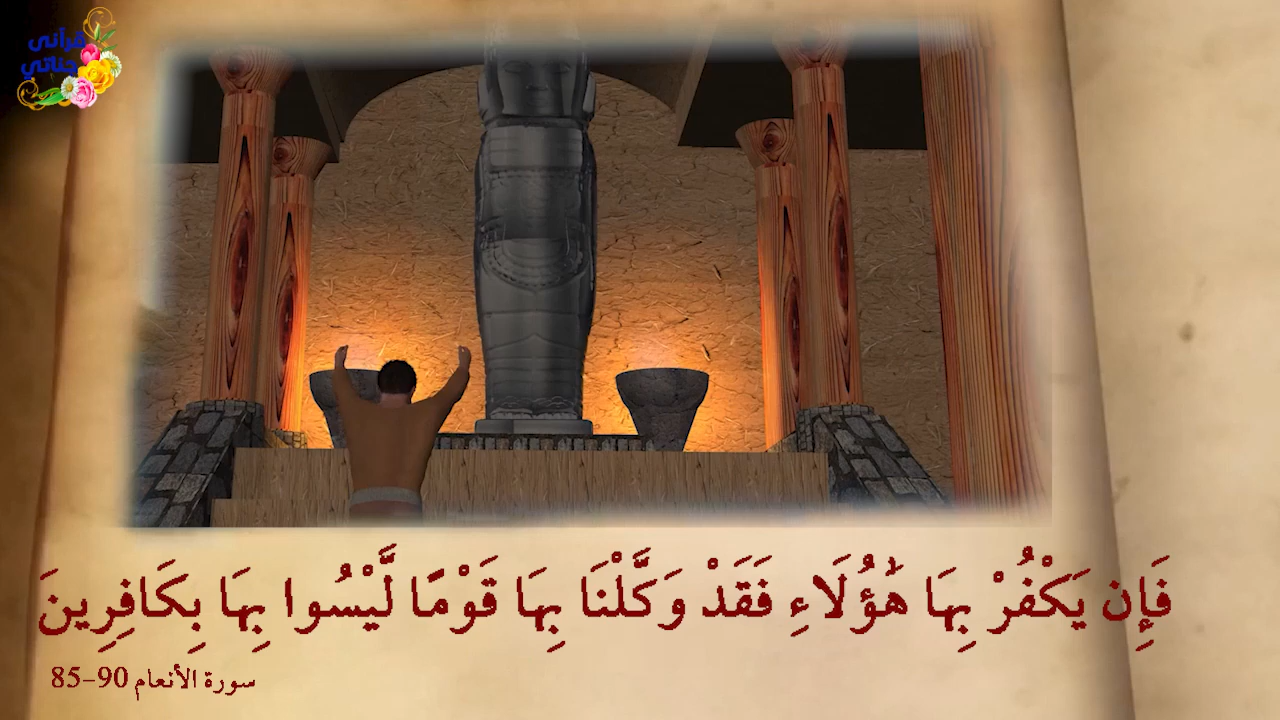 قرآني
جناتي
فَإِن يَكْفُرْ بِهَا هَٰؤُلَاءِ فَقَدْ وَكَّلْنَا بِهَا قَوْمًا لَّيْسُوا بِهَا بِكَافِرِينَ
سورة الأنعام 90-85